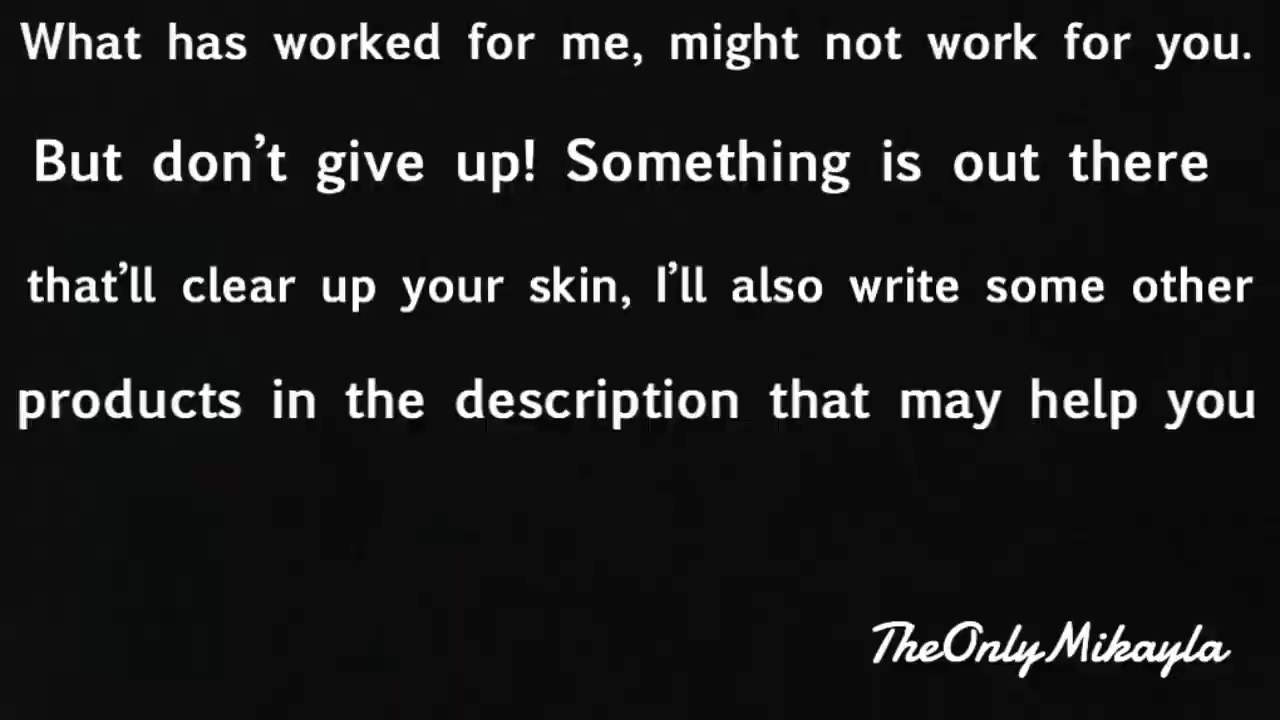 What has worked for me, might not work for you.
But don't give up! Something is out there
that'll clear up your skin, I'll also write some other
products in the description that may help you
TheOnlyMikayla